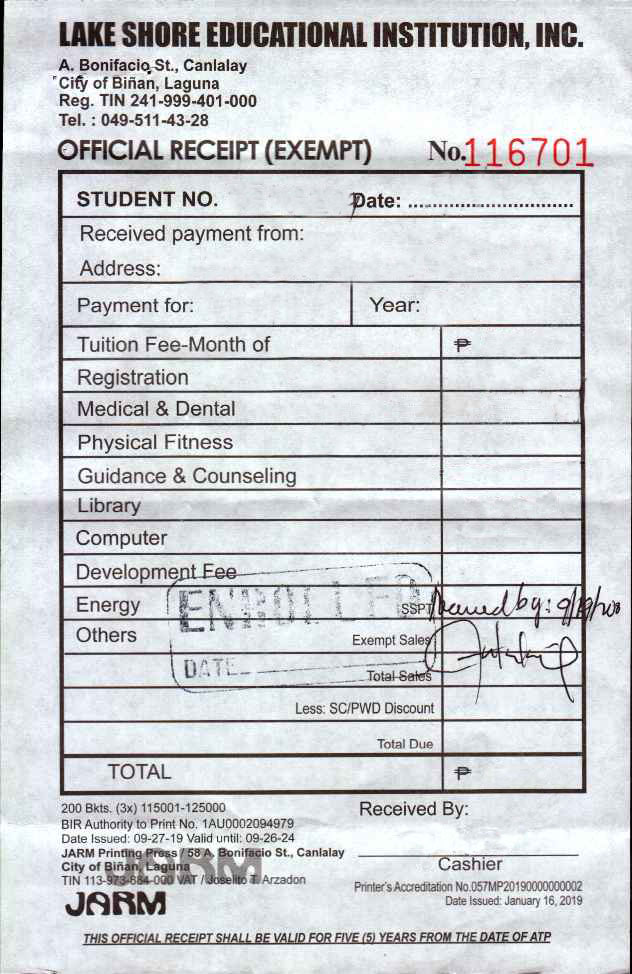 LAKE SHORE EDUCATIONAL INSTITUTION, INC.
A. Bonifacio St., Canlalay
City of Biñan, Laguna
Reg. TIN 241-999-401-000
Tel. : 049-511-43-28
OFFICIAL RECEIPT (EXEMPT) No.116701
STUDENT NO. Date: ..............................
Received payment from:
Address:
Payment for: Year:
Tuition Fee-Month of ₱
Registration
Medical & Dental
Physical Fitness
Guidance & Counseling
Library
Computer
Development Fee
ENROLLED
Energy SSPT by:
Others Exempt Sales
DATE
Total Sales
Less: SC/PWD Discount
Total Due
TOTAL ₱
200 Bkts. (3x) 115001-125000 Received By:
BIR Authority to Print No. 1AU0002094979
Date Issued: 09-27-19 Valid until: 09-26-24
JARM Printing Press / 58 A. Bonifacio St., Canlalay
City of Biñan, Laguna Cashier
TIN 113-973-684-000 VAT / Joselito T. Arzadon
Printer's Accreditation No.057MP20190000000002
JARM
Date Issued: January 16, 2019
THIS OFFICIAL RECEIPT SHALL BE VALID FOR FIVE (5) YEARS FROM THE DATE OF ATP